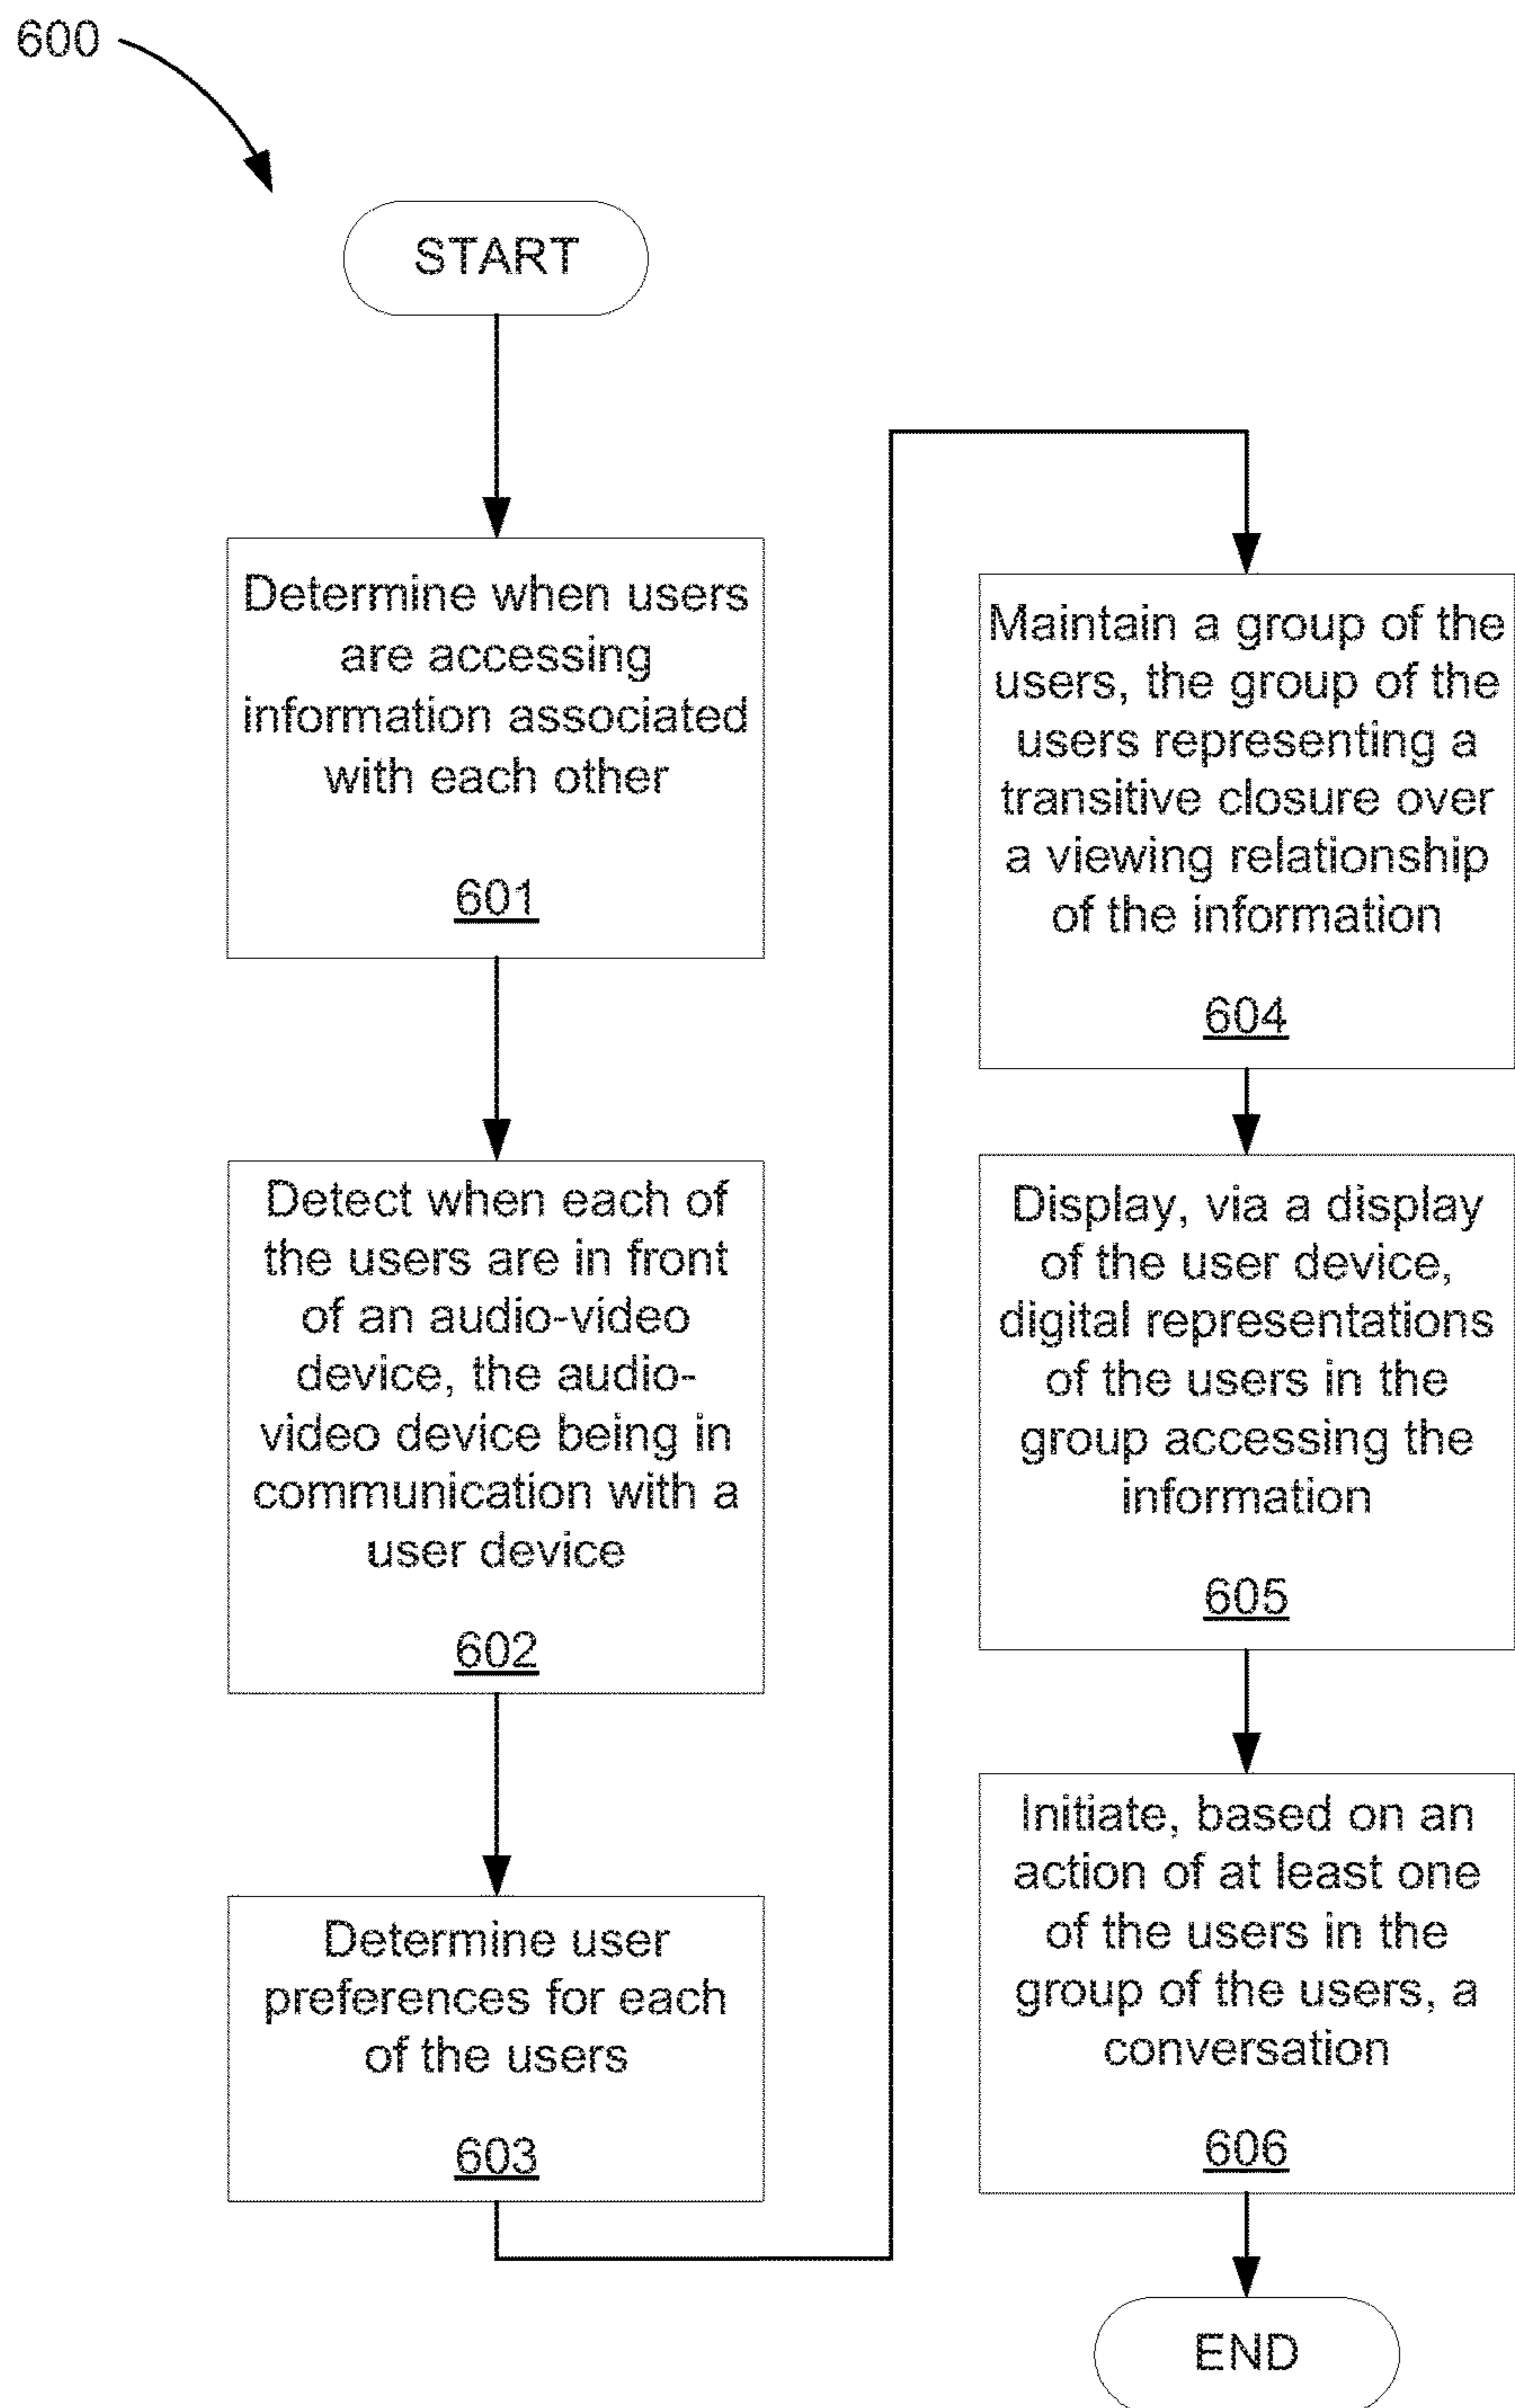 600
START
Determine when users
are accessing
information associated
with each other
601
Detect when each of
the users are in front
of an audio-video
device, the audio-
video device being in
communication with a
user device
602
Determine user
preferences for each
of the users
603
Maintain a group of the
users, the group of the
users representing a
transitive closure over
a viewing relationship
of the information
604
Display, via a display
of the user device,
digital representations
of the users in the
group accessing the
information
605
Initiate, based on an
action of at least one
of the users in the
group of the users, a
conversation
606
END